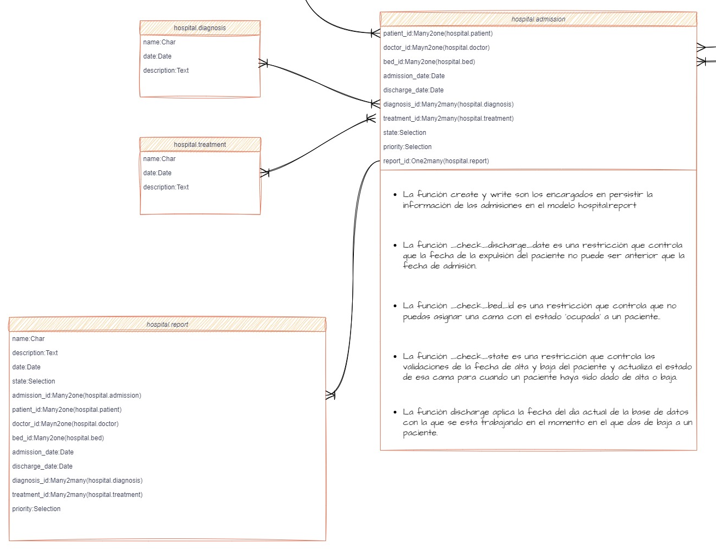 hospital.diagnosis
name:Char
date:Date
description:Text
hospital.treatment
name:Char
date:Date
description:Text
hospital.admission
patient_id:Many2one(hospital.patient)
doctor_id:Mayn2one(hospital.doctor)
bed_id:Many2one(hospital.bed)
admission_date:Date
discharge_date:Date
diagnosis_id:Many2many(hospital.diagnosis)
treatment_id:Many2many(hospital.treatment)
state:Selection
priority:Selection
report_id:One2many(hospital.report)
• La función create y write son los encargados en persistir la
información de las admisiones en el modelo hospital.report
• La función _check_discharge_date es una restricción que controla
que la fecha de la expulsión del paciente no puede ser anterior que la
fecha de admisión.
• La función _check_bed_id es una restricción que controla que no
puedas asignar una cama con el estado 'ocupada' a un paciente.
• La función _check_state es una restricción que controla las
validaciones de la fecha de alta y baja del paciente y actualiza el estado
de esa cama para cuando un paciente haya sido dado de alta o baja.
• La función discharge aplica la fecha del día actual de la base de datos
con la que se esta trabajando en el momento en el que das de baja a un
paciente.
hospital.report
name:Char
description:Text
date:Date
state:Selection
admission_id:Many2one(hospital.admission)
patient_id:Many2one(hospital.patient)
doctor_id:Mayn2one(hospital.doctor)
bed_id:Many2one(hospital.bed)
admission_date:Date
discharge_date:Date
diagnosis_id:Many2many(hospital.diagnosis)
treatment_id:Many2many(hospital.treatment)
priority:Selection